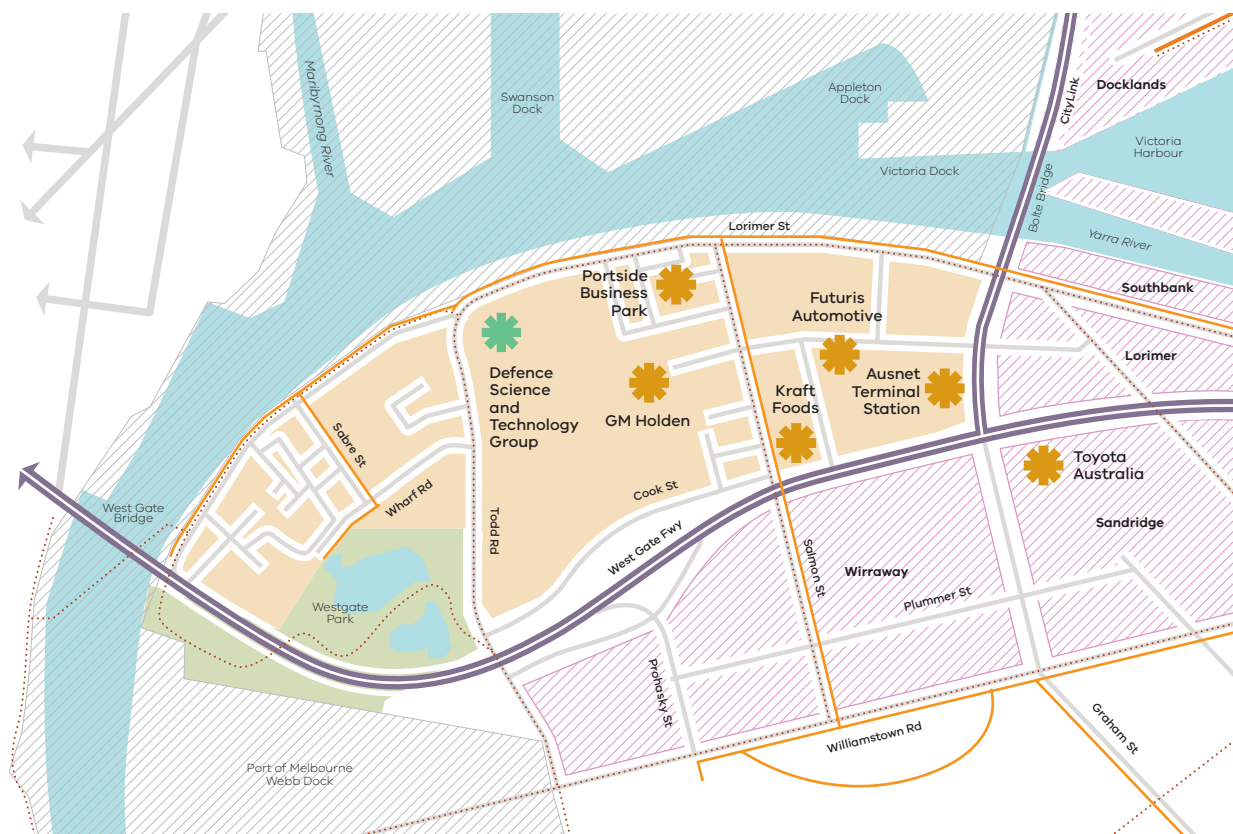 Maribyrnong River
Swanson
Dock
Appleton
Dock
CityLink
Docklands
Victoria
Harbour
Victoria Dock
Bolte Bridge
Yarra River
Lorimer St
Portside
Business
Park
Futuris
Automotive
Southbank
Lorimer
Defence
Science
and
Technology
Group
GM Holden
Kraft
Foods
Ausnet
Terminal
Station
Sabre St
Wharf Rd
Cook St
Toyota
Australia
West Gate
Bridge
Todd Rd
West Gate Fwy
Salmon St
Sandridge
Wirraway
Westgate
Park
Plummer St
Prohasky St
Graham St
Williamstown Rd
Port of Melbourne
Webb Dock